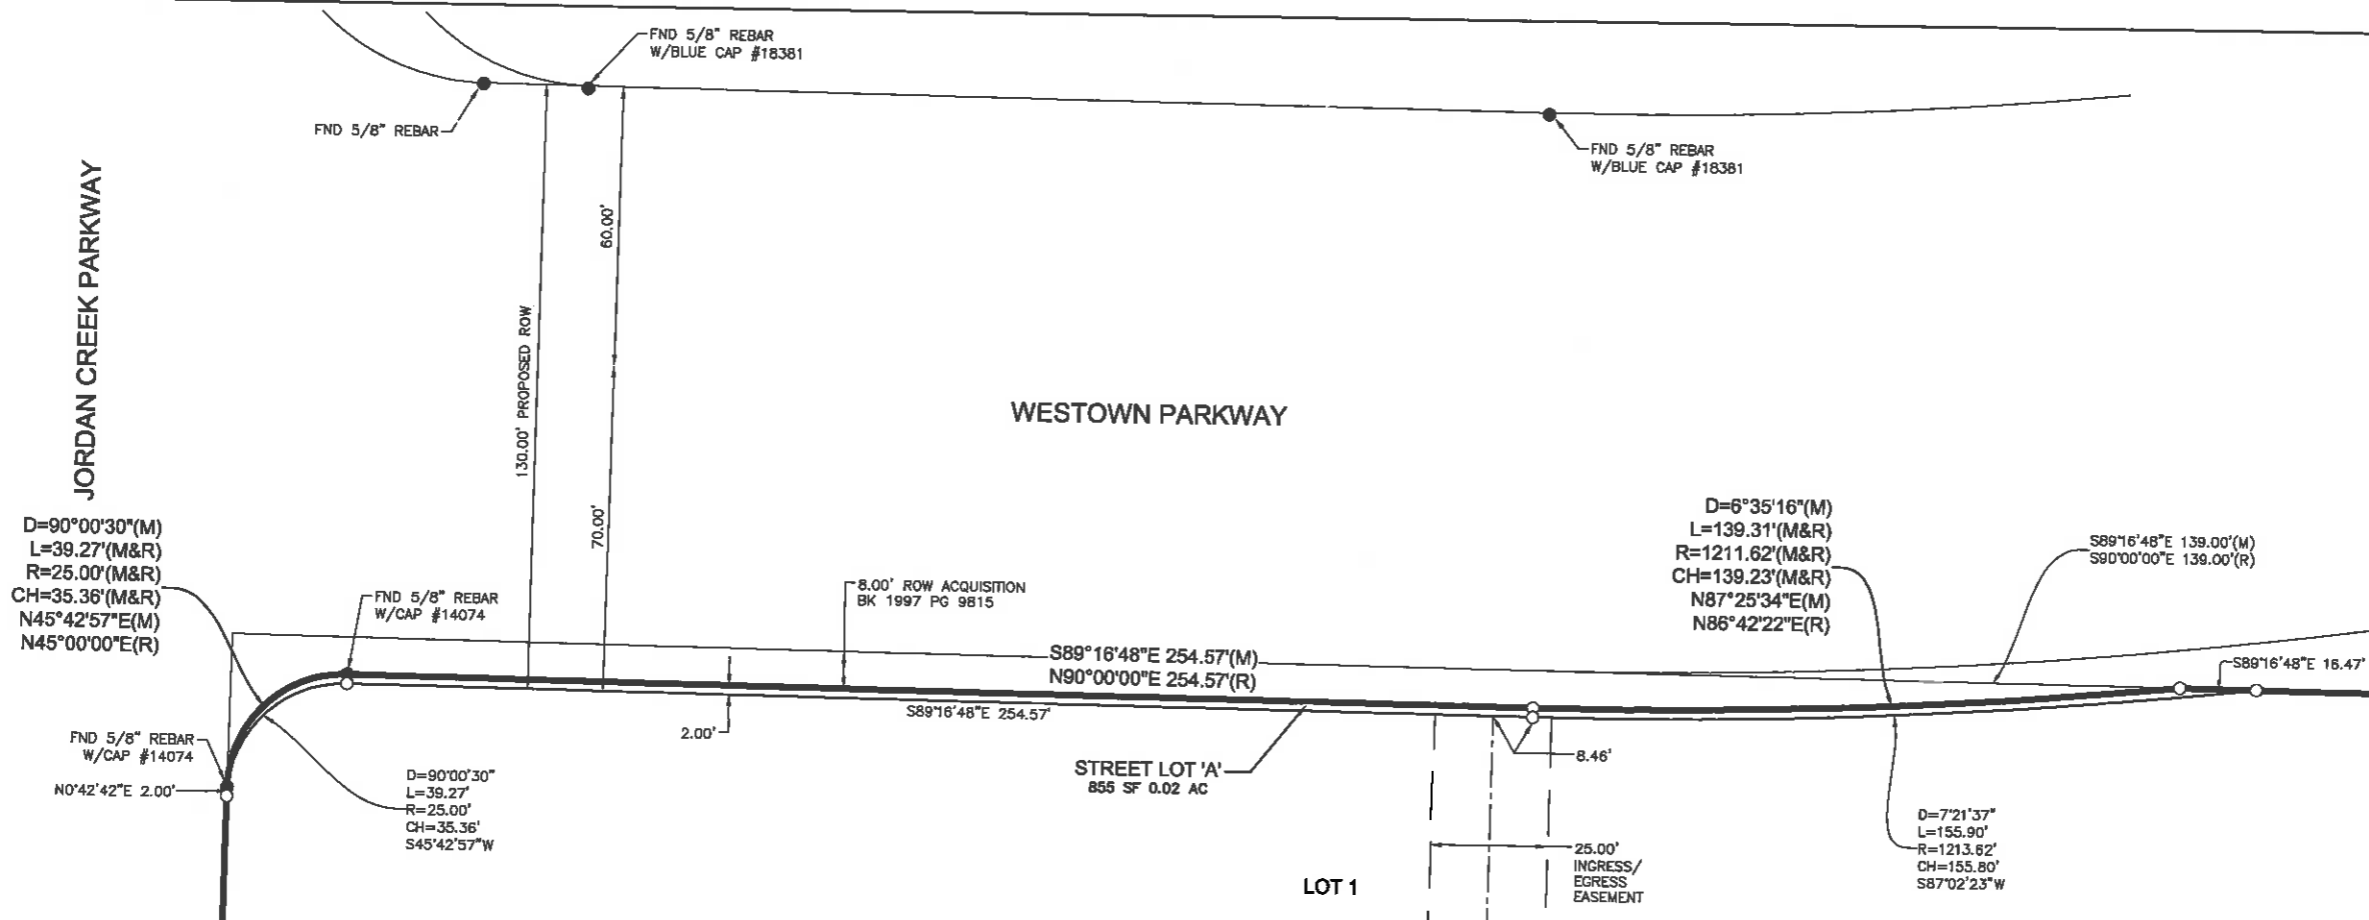 FND 5/8" REBAR
W/BLUE CAP #18381
FND 5/8" REBAR
FND 5/8" REBAR
W/BLUE CAP #18381
JORDAN CREEK PARKWAY
60.00'
130.00' PROPOSED ROW
70.00'
WESTOWN PARKWAY
D=90°00'30"(M)
L=39.27'(M&R)
R=25.00'(M&R)
CH=35.36'(M&R)
N45°42'57"E(M)
N45°00'00"E(R)
FND 5/8" REBAR
W/CAP #14074
8.00' ROW ACQUISITION
BK 1997 PG 9815
D=6°35'16"(M)
L=139.31'(M&R)
R=1211.62'(M&R)
CH=139.23'(M&R)
N87°25'34"E(M)
N86°42'22"E(R)
S89°16'48"E 139.00'(M)
S90°00'00"E 139.00'(R)
S89°16'48"E 254.57'(M)
N90°00'00"E 254.57'(R)
S89°16'48"E 16.47'
S89°16'48"E 254.57'
2.00'
FND 5/8" REBAR
W/CAP #14074
N0°42'42"E 2.00'
D=90°00'30"
L=39.27'
R=25.00'
CH=35.36'
S45°42'57"W
STREET LOT 'A'
855 SF 0.02 AC
8.46'
25.00'
INGRESS/
EGRESS
EASEMENT
LOT 1
D=7°21'37"
L=155.90'
R=1213.62'
CH=155.80'
S87°02'23"W